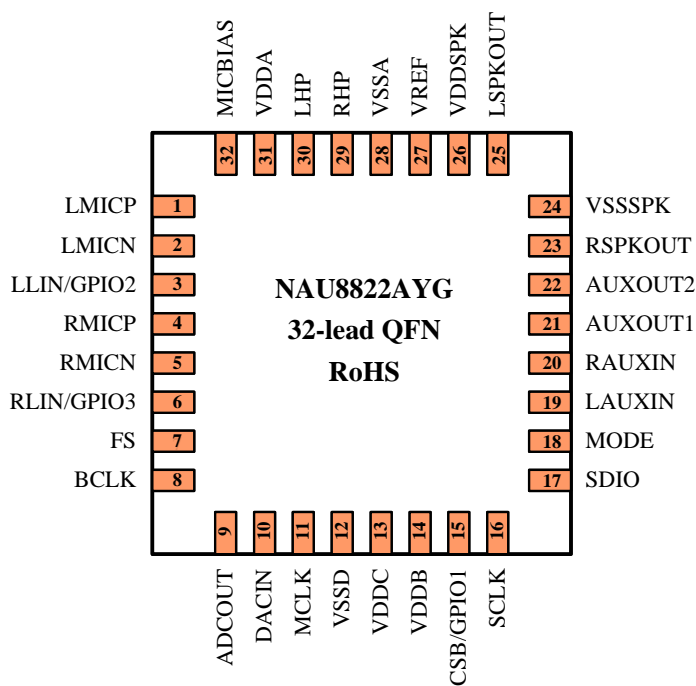 MICBIAS
VDDA
LHP
RHP
VSSA
VREF
VDDSPK
LSPKOUT
32
31
30
29
28
27
26
25
LMICP 1
LMICN 2
LLIN/GPIO2 3
RMICP 4
RMICN 5
RLIN/GPIO3 6
FS 7
BCLK 8
NAU8822AYG
32-lead QFN
RoHS
24 VSSSPK
23 RSPKOUT
22 AUXOUT2
21 AUXOUT1
20 RAUXIN
19 LAUXIN
18 MODE
17 SDIO
9
10
11
12
13
14
15
16
ADCOUT
DACIN
MCLK
VSSD
VDDC
VDDB
CSB/GPIO1
SCLK